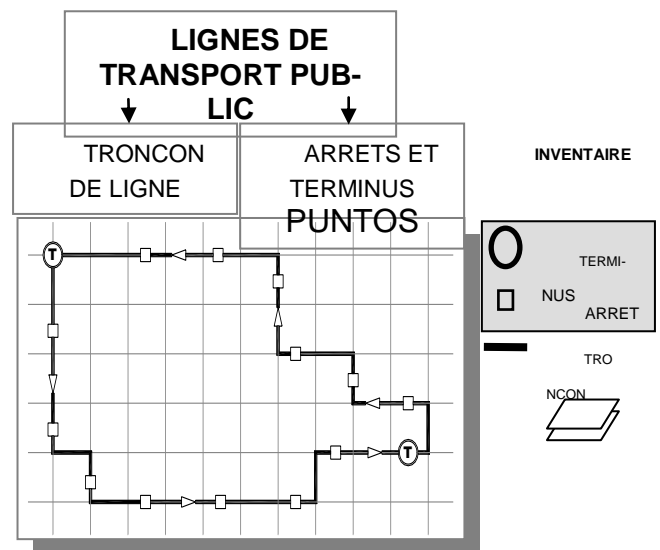 LIGNES DE
TRANSPORT PUB-
LIC
TRONCON
DE LIGNE
ARRETS ET
TERMINUS
PUNTOS
INVENTAIRE
T
T
TERMI-
NUS
ARRET
TRO
NCON